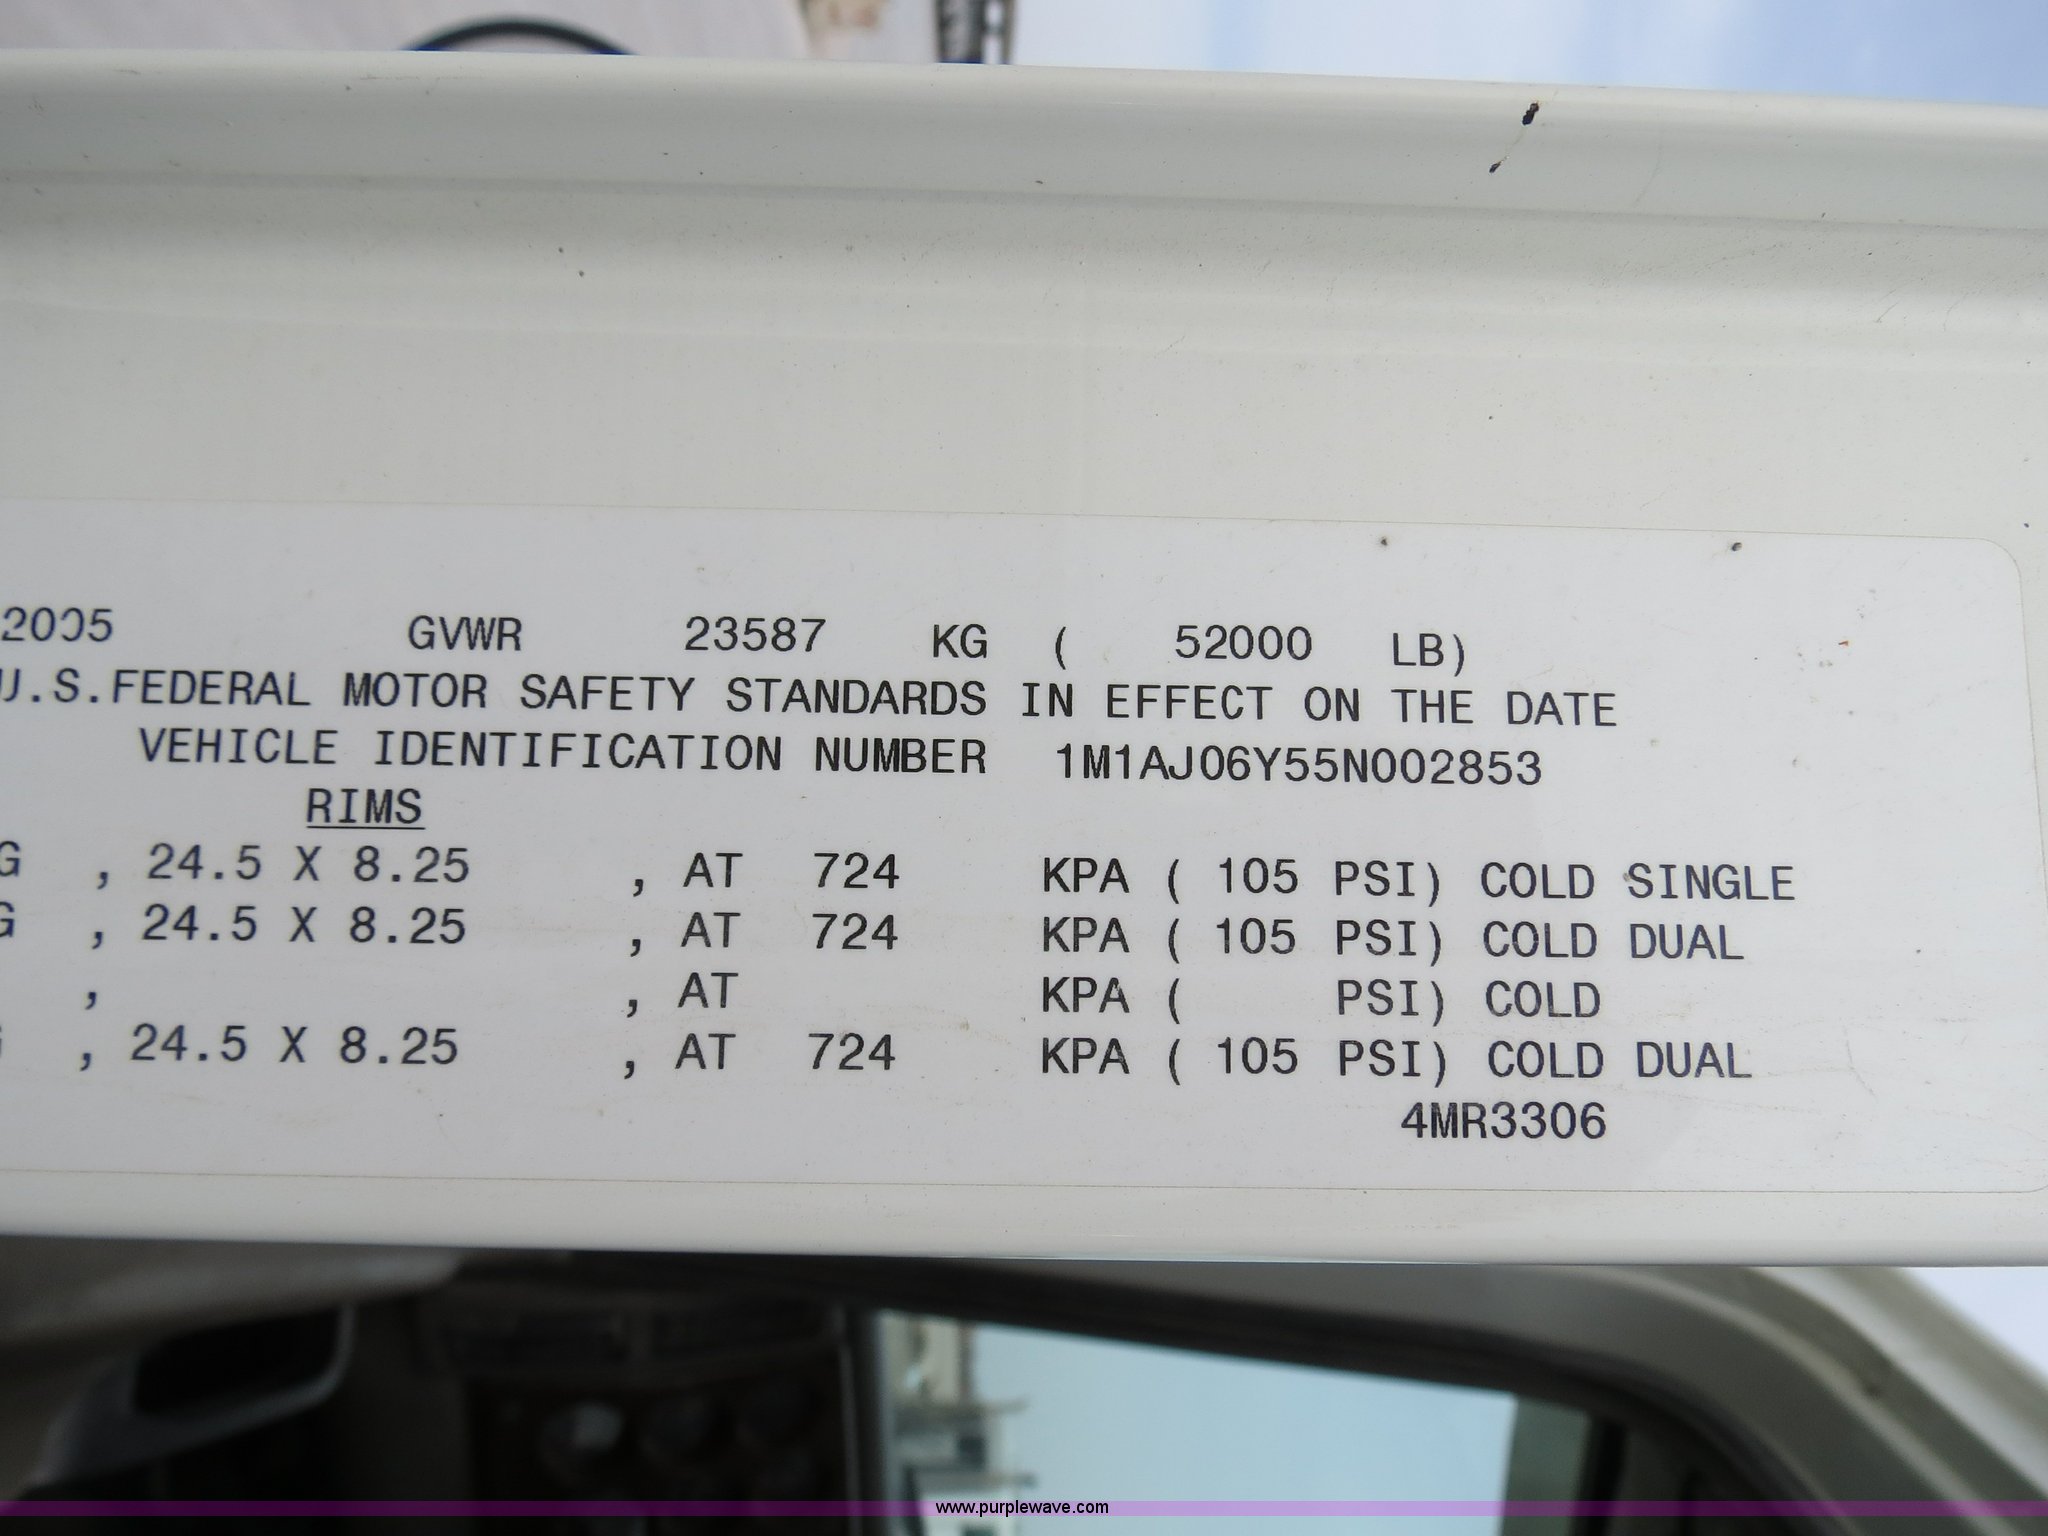 2005 GVWR 23587 KG ( 52000 LB)
U.S.FEDERAL MOTOR SAFETY STANDARDS IN EFFECT ON THE DATE
VEHICLE IDENTIFICATION NUMBER 1M1AJ06Y55N002853
RIMS
G , 24.5 X 8.25 , AT 724 KPA ( 105 PSI) COLD SINGLE
G , 24.5 X 8.25 , AT 724 KPA ( 105 PSI) COLD DUAL
, , AT KPA ( PSI) COLD
, 24.5 X 8.25 , AT 724 KPA ( 105 PSI) COLD DUAL
4MR3306
www.purplewave.com